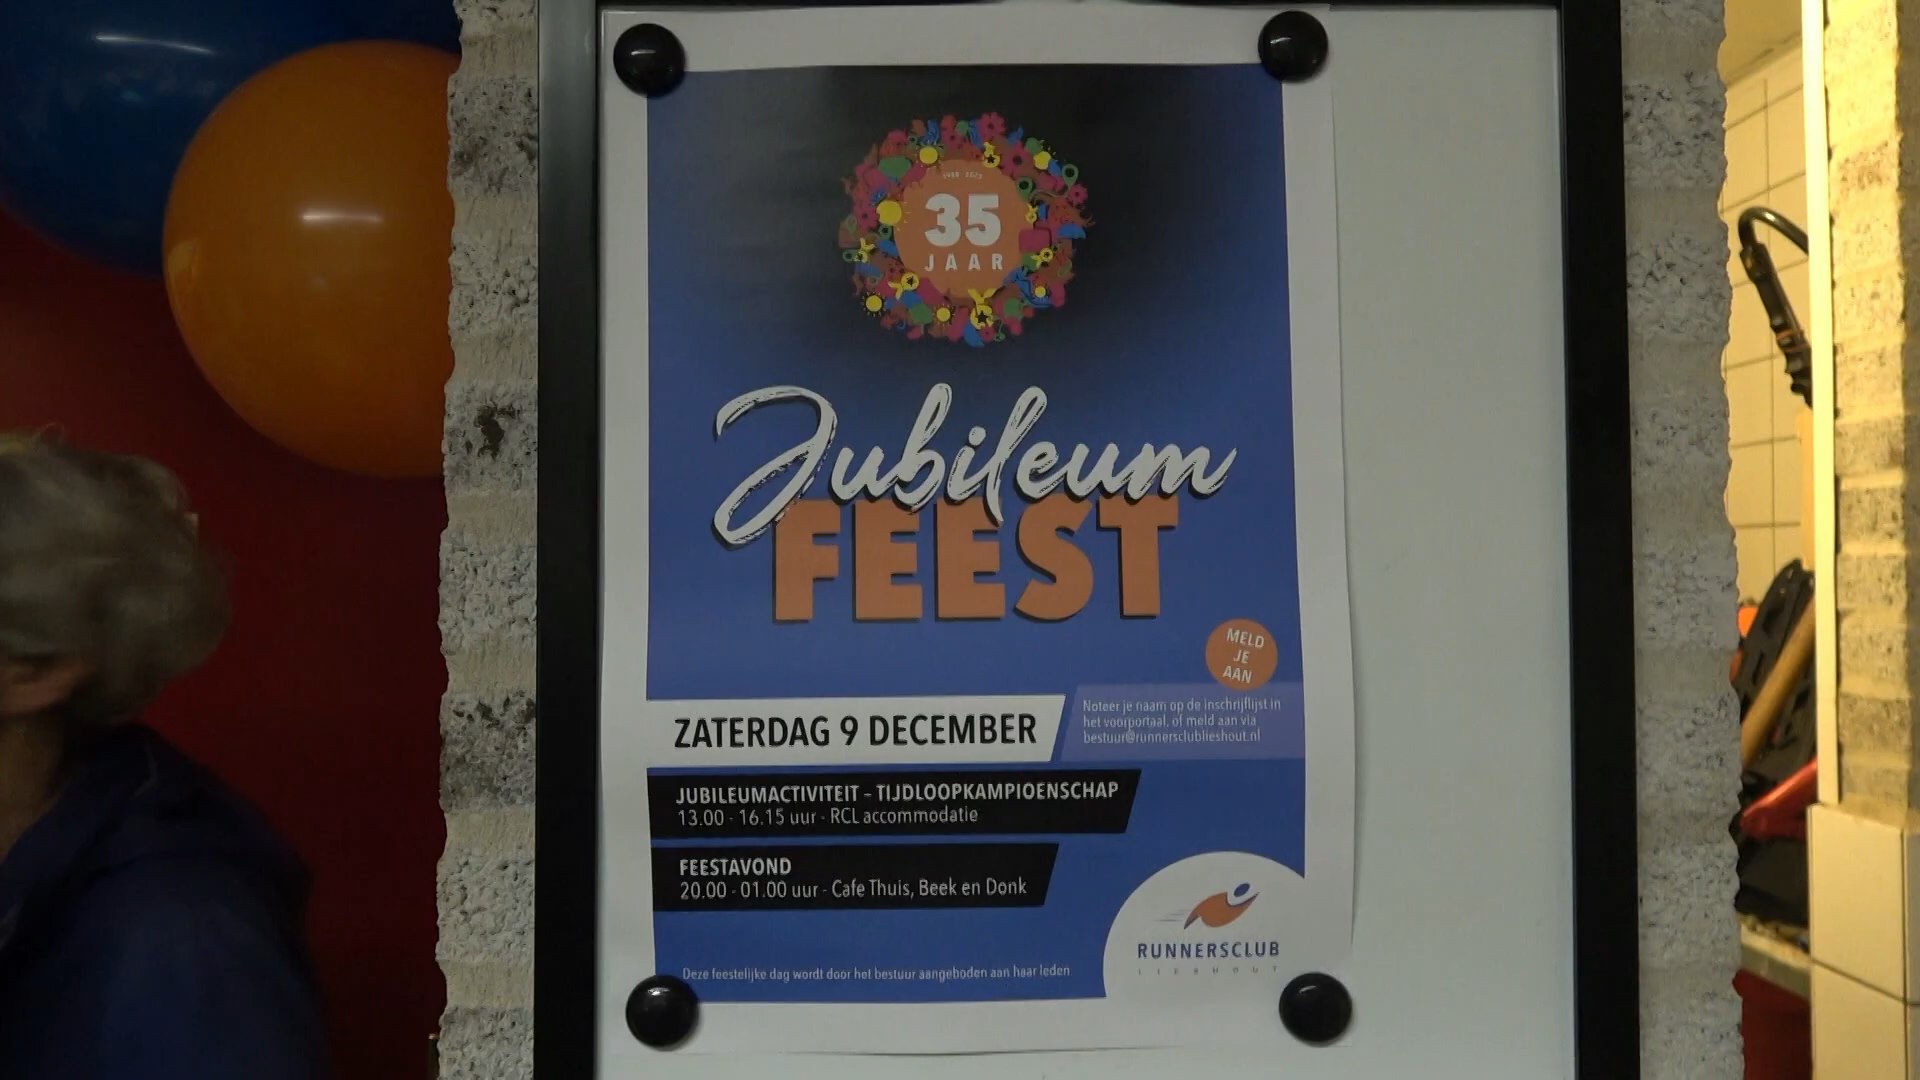 1988 2023
35
JAAR
Jubileum
FEEST
MELD
JE
AAN
ZATERDAG 9 DECEMBER
Noteer je naam op de inschrijflijst in
het voorportaal, of meld aan via
bestuur@runnersclublieshout.nl
JUBILEUMACTIVITEIT - TIJDLOOPKAMPIOENSCHAP
13.00 - 16.15 uur - RCL accommodatie
FEESTAVOND
20.00 - 01.00 uur - Cafe Thuis, Beek en Donk
RUNNERSCLUB
LIESHOUT
Deze feestelijke dag wordt door het bestuur aangeboden aan haar leden